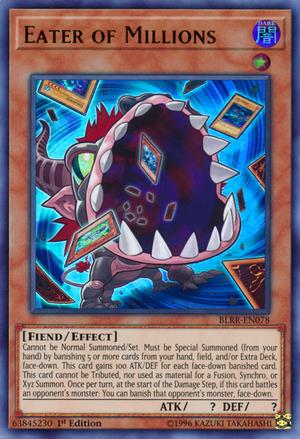 EATER OF MILLIONS
DARK
闇
BLRR-EN078
[FIEND/EFFECT]
Cannot be Normal Summoned/Set. Must be Special Summoned (from your
hand) by banishing 5 or more cards from your hand, field, and/or Extra Deck,
face-down. This card gains 100 ATK/DEF for each face-down banished card.
This card cannot be Tributed, nor used as material for a Fusion, Synchro, or
Xyz Summon. Once per turn, at the start of the Damage Step, if this card battles
an opponent's monster: You can banish that opponent's monster, face-down.
ATK/ ? DEF/ ?
63845230 1st Edition
©1996 KAZUKI TAKAHASHI